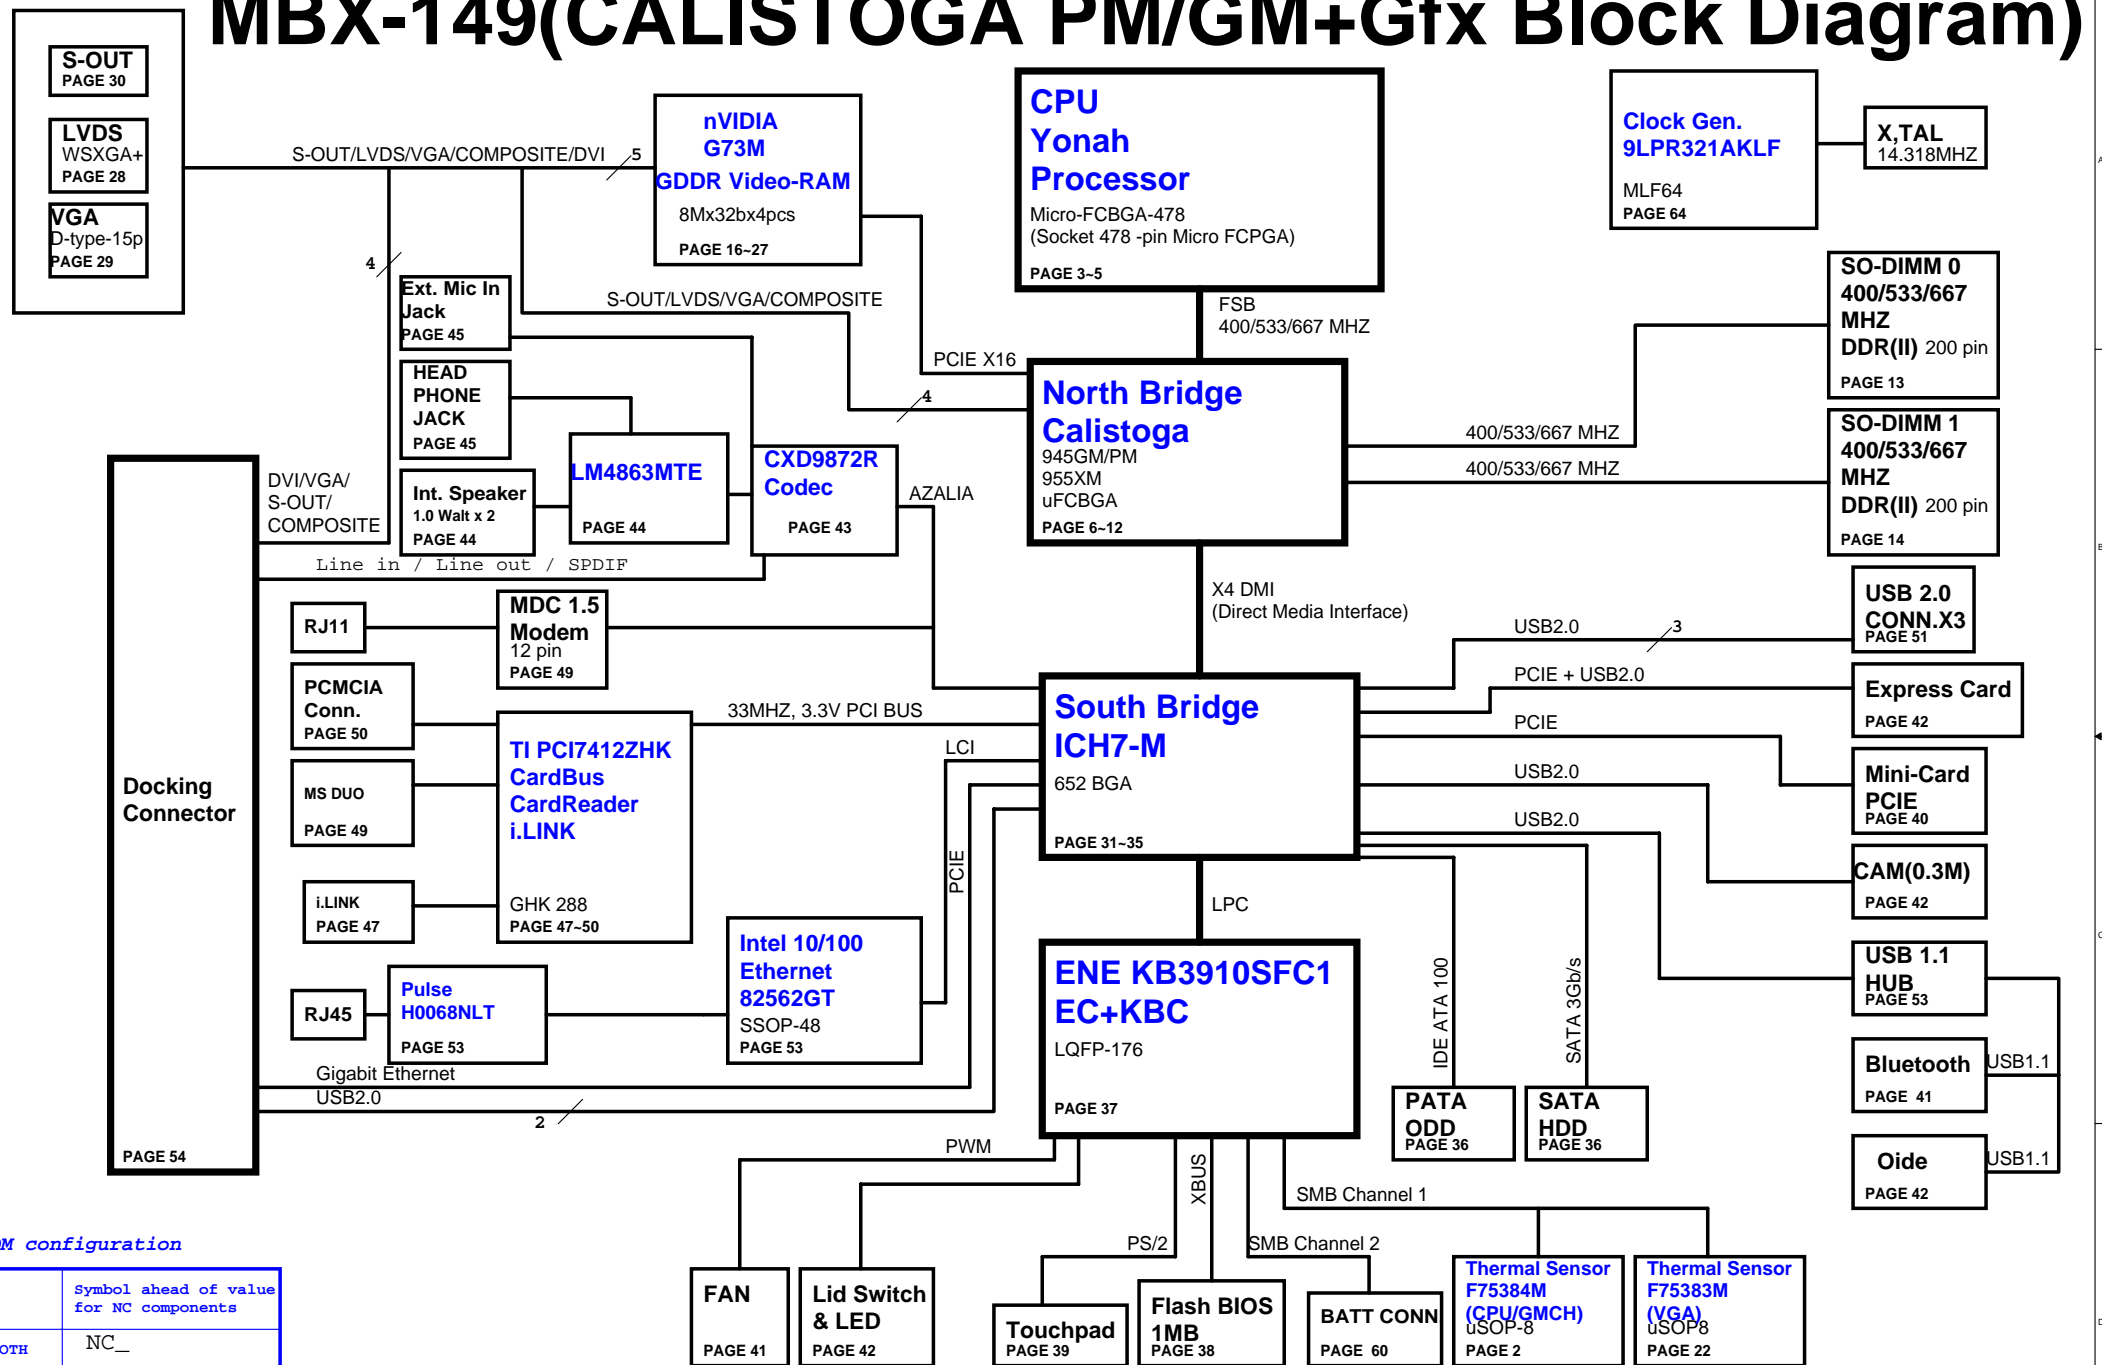 MBX-149(CALISTOGA PM/GM+Gfx Block Diagram)
S-OUT
PAGE 30
LVDS
WSXGA+
PAGE 28
VGA
D-type-15p
PAGE 29
S-OUT/LVDS/VGA/COMPOSITE/DVI
5
nVIDIA
G73M
GDDR Video-RAM
8Mx32bx4pcs
PAGE 16~27
CPU
Yonah
Processor
Micro-FCBGA-478
(Socket 478 -pin Micro FCPGA)
PAGE 3~5
Clock Gen.
9LPR321AKLF
MLF64
PAGE 64
X,TAL
14.318MHZ
4
S-OUT/LVDS/VGA/COMPOSITE
FSB
400/533/667 MHZ
PCIE X16
4
Ext. Mic In
Jack
PAGE 45
HEAD
PHONE
JACK
PAGE 45
Int. Speaker
1.0 Walt x 2
PAGE 44
LM4863MTE
PAGE 44
CXD9872R
Codec
PAGE 43
AZALIA
North Bridge
Calistoga
945GM/PM
955XM
uFCBGA
PAGE 6~12
400/533/667 MHZ
400/533/667 MHZ
SO-DIMM 0
400/533/667
MHZ
DDR(II) 200 pin
PAGE 13
SO-DIMM 1
400/533/667
MHZ
DDR(II) 200 pin
PAGE 14
DVI/VGA/
S-OUT/
COMPOSITE
Line in / Line out / SPDIF
Docking
Connector
PAGE 54
RJ11
MDC 1.5
Modem
12 pin
PAGE 49
X4 DMI
(Direct Media Interface)
PCMCIA
Conn.
PAGE 50
MS DUO
PAGE 49
i.LINK
PAGE 47
TI PCI7412ZHK
CardBus
CardReader
i.LINK
GHK 288
PAGE 47~50
33MHZ, 3.3V PCI BUS
LCI
PCIE
South Bridge
ICH7-M
652 BGA
PAGE 31~35
USB2.0
3
PCIE + USB2.0
PCIE
USB2.0
USB2.0
USB 2.0
CONN.X3
PAGE 51
Express Card
PAGE 42
Mini-Card
PCIE
PAGE 40
CAM(0.3M)
PAGE 42
USB 1.1
HUB
PAGE 53
Bluetooth
PAGE 41
USB1.1
Oide
PAGE 42
USB1.1
RJ45
Pulse
H0068NLT
PAGE 53
Intel 10/100
Ethernet
82562GT
SSOP-48
PAGE 53
Gigabit Ethernet
USB2.0
2
LPC
ENE KB3910SFC1
EC+KBC
LQFP-176
PAGE 37
IDE ATA 100
SATA 3Gb/s
PATA
ODD
PAGE 36
SATA
HDD
PAGE 36
PWM
XBUS
PS/2
SMB Channel 1
SMB Channel 2
FAN
PAGE 41
Lid Switch
& LED
PAGE 42
Touchpad
PAGE 39
Flash BIOS
1MB
PAGE 38
BATT CONN
PAGE 60
Thermal Sensor
F75384M
(CPU/GMCH)
uSOP-8
PAGE 2
Thermal Sensor
F75383M
(VGA)
uSOP8
PAGE 22
OM configuration
Symbol ahead of value
for NC components
OTH
NC_
A
B
C
D